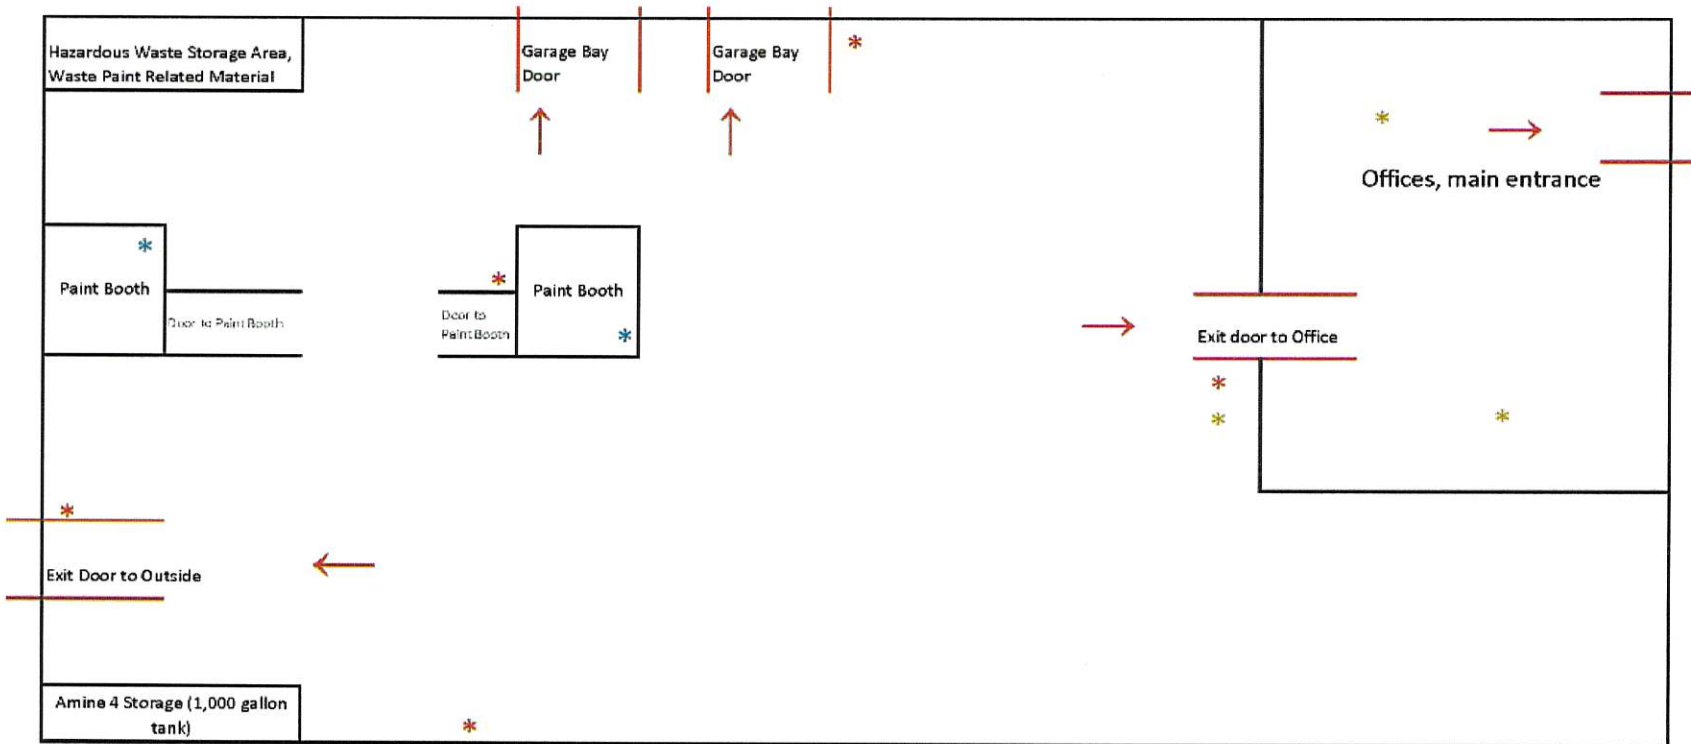 Hazardous Waste Storage Area,
Waste Paint Related Material
Garage Bay
Door
Garage Bay
Door
*
*
Offices, main entrance
*
Paint Booth
Door to Paint Booth
*
Door to
Paint Booth
Paint Booth
*
Exit door to Office
*
*
*
*
Exit Door to Outside
Amine 4 Storage (1,000 gallon
tank)
*